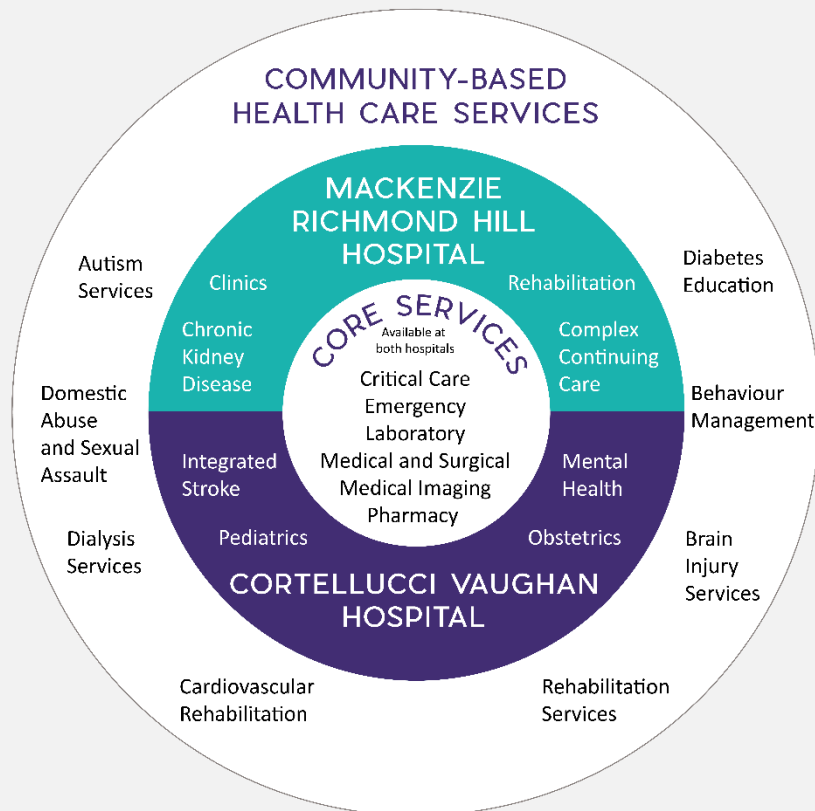 COMMUNITY-BASED
HEALTH CARE SERVICES
MACKENZIE
RICHMOND HILL
HOSPITAL
Autism
Services
Clinics
Rehabilitation
Diabetes
Education
Chronic
Kidney
Disease
Complex
Continuing
Care
CORE SERVICES
Available at
both hospitals
Critical Care
Emergency
Laboratory
Medical and Surgical
Medical Imaging
Pharmacy
Domestic
Abuse
and Sexual
Assault
Behaviour
Management
Integrated
Stroke
Mental
Health
Pediatrics
Obstetrics
Dialysis
Services
Brain
Injury
Services
CORTELLUCCI VAUGHAN
HOSPITAL
Cardiovascular
Rehabilitation
Rehabilitation
Services